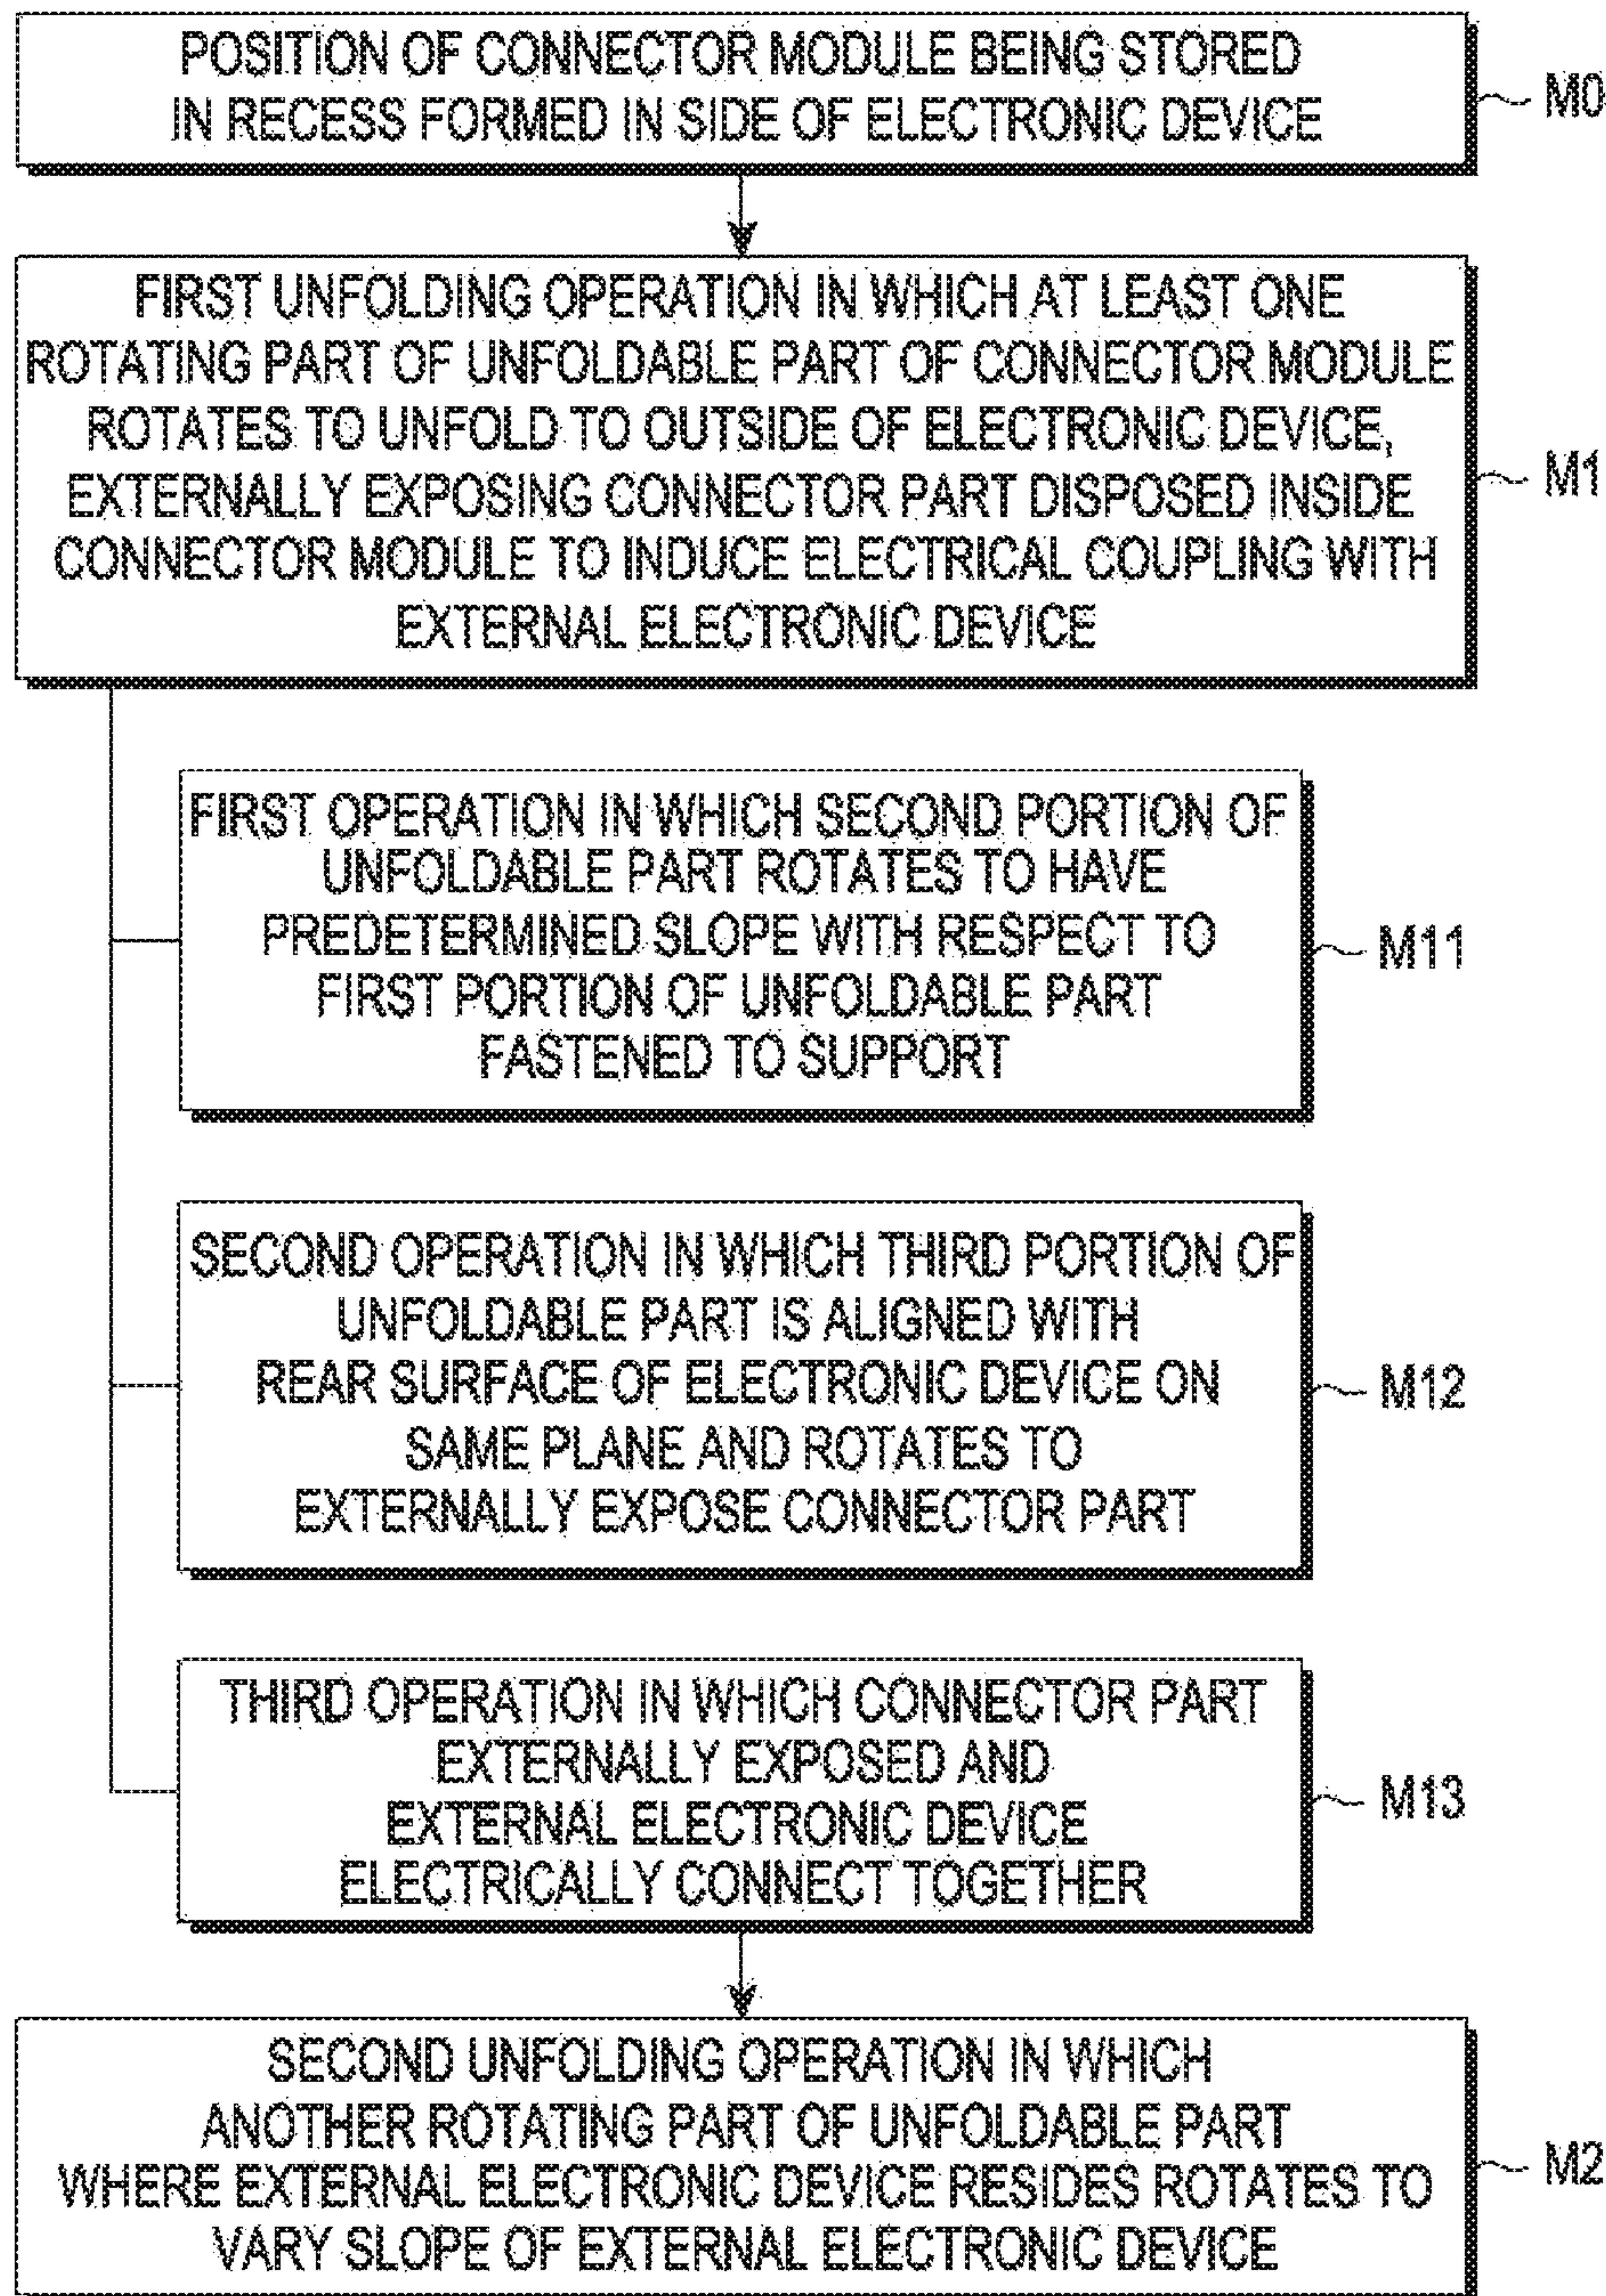 POSITION OF CONNECTOR MODULE BEING STORED
IN RECESS FORMED IN SIDE OF ELECTRONIC DEVICE
M0
FIRST UNFOLDING OPERATION IN WHICH AT LEAST ONE
ROTATING PART OF UNFOLDABLE PART OF CONNECTOR MODULE
ROTATES TO UNFOLD TO OUTSIDE OF ELECTRONIC DEVICE,
EXTERNALLY EXPOSING CONNECTOR PART DISPOSED INSIDE
CONNECTOR MODULE TO INDUCE ELECTRICAL COUPLING WITH
EXTERNAL ELECTRONIC DEVICE
M1
FIRST OPERATION IN WHICH SECOND PORTION OF
UNFOLDABLE PART ROTATES TO HAVE
PREDETERMINED SLOPE WITH RESPECT TO
FIRST PORTION OF UNFOLDABLE PART
FASTENED TO SUPPORT
M11
SECOND OPERATION IN WHICH THIRD PORTION OF
UNFOLDABLE PART IS ALIGNED WITH
REAR SURFACE OF ELECTRONIC DEVICE ON
SAME PLANE AND ROTATES TO
EXTERNALLY EXPOSE CONNECTOR PART
M12
THIRD OPERATION IN WHICH CONNECTOR PART
EXTERNALLY EXPOSED AND
EXTERNAL ELECTRONIC DEVICE
ELECTRICALLY CONNECT TOGETHER
M13
SECOND UNFOLDING OPERATION IN WHICH
ANOTHER ROTATING PART OF UNFOLDABLE PART
WHERE EXTERNAL ELECTRONIC DEVICE RESIDES ROTATES TO
VARY SLOPE OF EXTERNAL ELECTRONIC DEVICE
M2